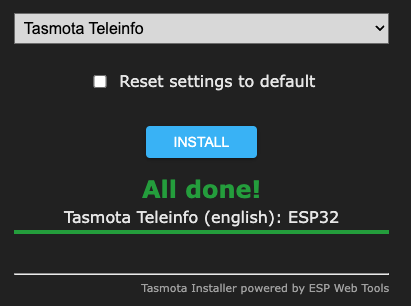 Tasmota Teleinfo
Reset settings to default
INSTALL
All done!
Tasmota Teleinfo (english): ESP32
Tasmota Installer powered by ESP Web Tools